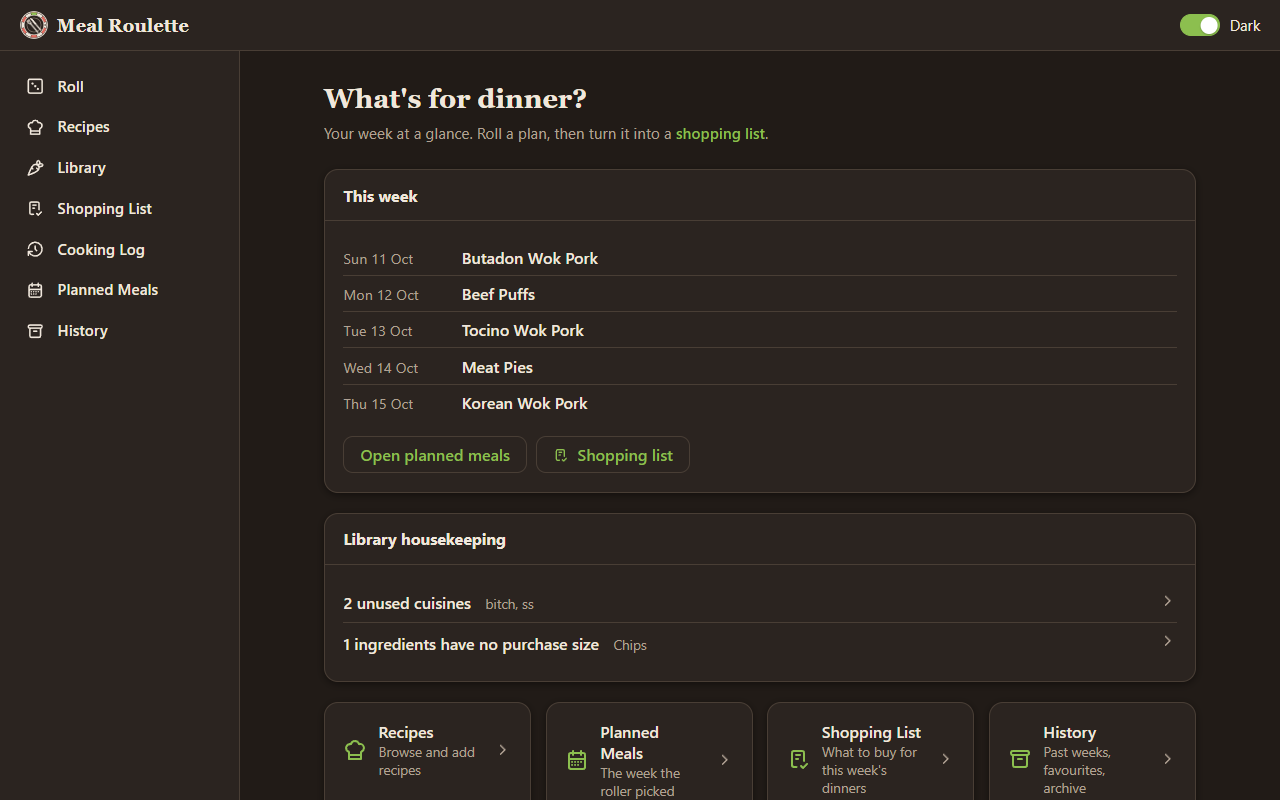 Meal Roulette
Dark
Roll
Recipes
Library
Shopping List
Cooking Log
Planned Meals
History
What's for dinner?
Your week at a glance. Roll a plan, then turn it into a shopping list.
This week
Sun 11 Oct Butadon Wok Pork
Mon 12 Oct Beef Puffs
Tue 13 Oct Tocino Wok Pork
Wed 14 Oct Meat Pies
Thu 15 Oct Korean Wok Pork
Open planned meals
Shopping list
Library housekeeping
2 unused cuisines bitch, ss
1 ingredients have no purchase size Chips
Recipes
Browse and add
recipes
Planned
Meals
The week the
roller picked
Shopping List
What to buy for
this week's
dinners
History
Past weeks,
favourites,
archive